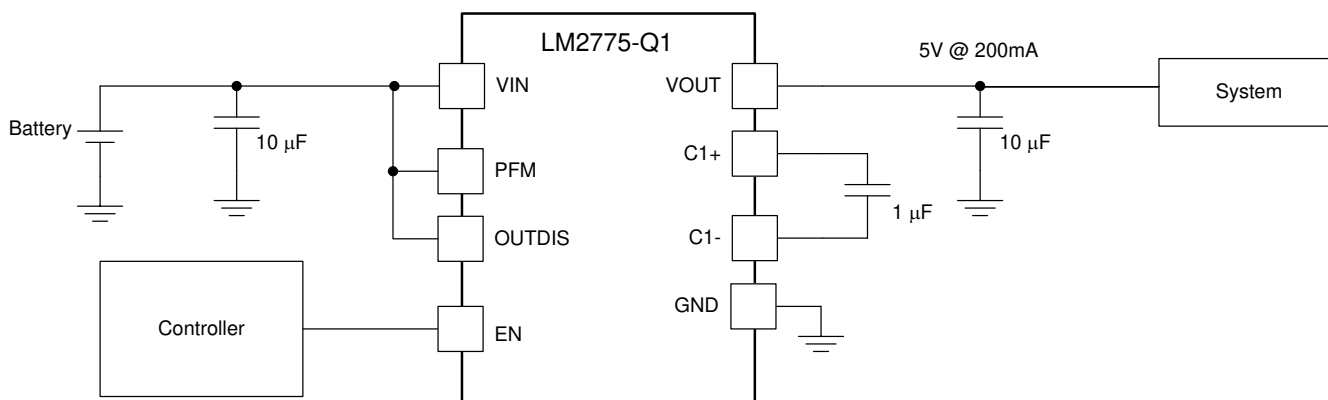 LM2775-Q1
5V @ 200mA
VIN
VOUT
System
Battery
10 μF
10 μF
C1+
PFM
1 μF
OUTDIS
C1-
GND
Controller
EN